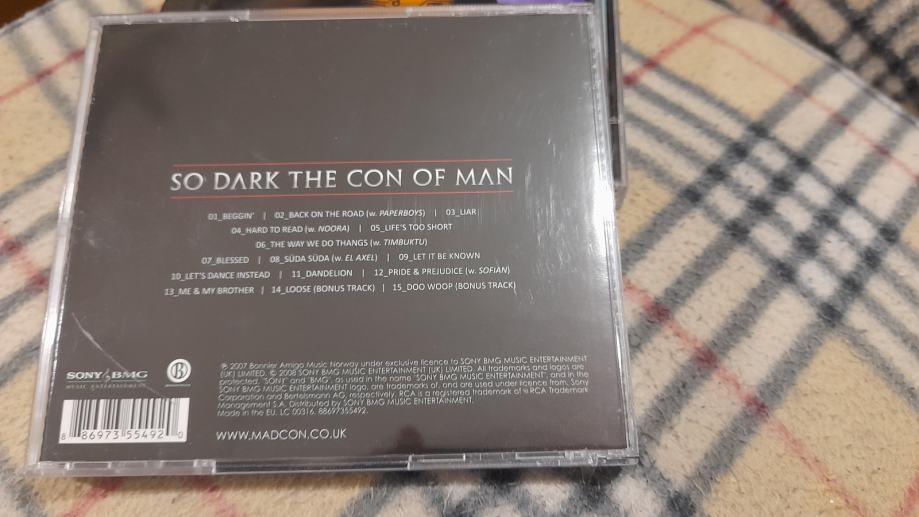 SO DARK THE CON OF MAN
01_BEGGIN' | 02_BACK ON THE ROAD (w. PAPERBOYS) | 03_LIAR
04_HARD TO READ (w. NOORA) | 05_LIFE'S TOO SHORT
06_THE WAY WE DO THANGS (w. TIMBUKTU)
07_BLESSED | 08_SÜDA SÜDA (w. EL AXEL) | 09_LET IT BE KNOWN
10_LET'S DANCE INSTEAD | 11_DANDELION | 12_PRIDE & PREJUDICE (w. SOFIAN)
13_ME & MY BROTHER | 14_LOOSE (BONUS TRACK) | 15_DOO WOOP (BONUS TRACK)
SONY BMG
MUSIC ENTERTAINMENT
B
℗ 2007 Bonnier Amigo Music Norway under exclusive licence to SONY BMG MUSIC ENTERTAINMENT
(UK) LIMITED. © 2008 SONY BMG MUSIC ENTERTAINMENT (UK) LIMITED. All trademarks and logos are
protected. "SONY" and "BMG", as used in the name "SONY BMG MUSIC ENTERTAINMENT", and in the
SONY BMG MUSIC ENTERTAINMENT logo, are trademarks of, and are used under licence from, Sony
Corporation and Bertelsmann AG, respectively. RCA is a registered trademark of ® RCA Trademark
Management S.A. Distributed by SONY BMG MUSIC ENTERTAINMENT.
Made in the EU. LC 00316. 88697355492.
8 86973 55492 0
WWW.MADCON.CO.UK